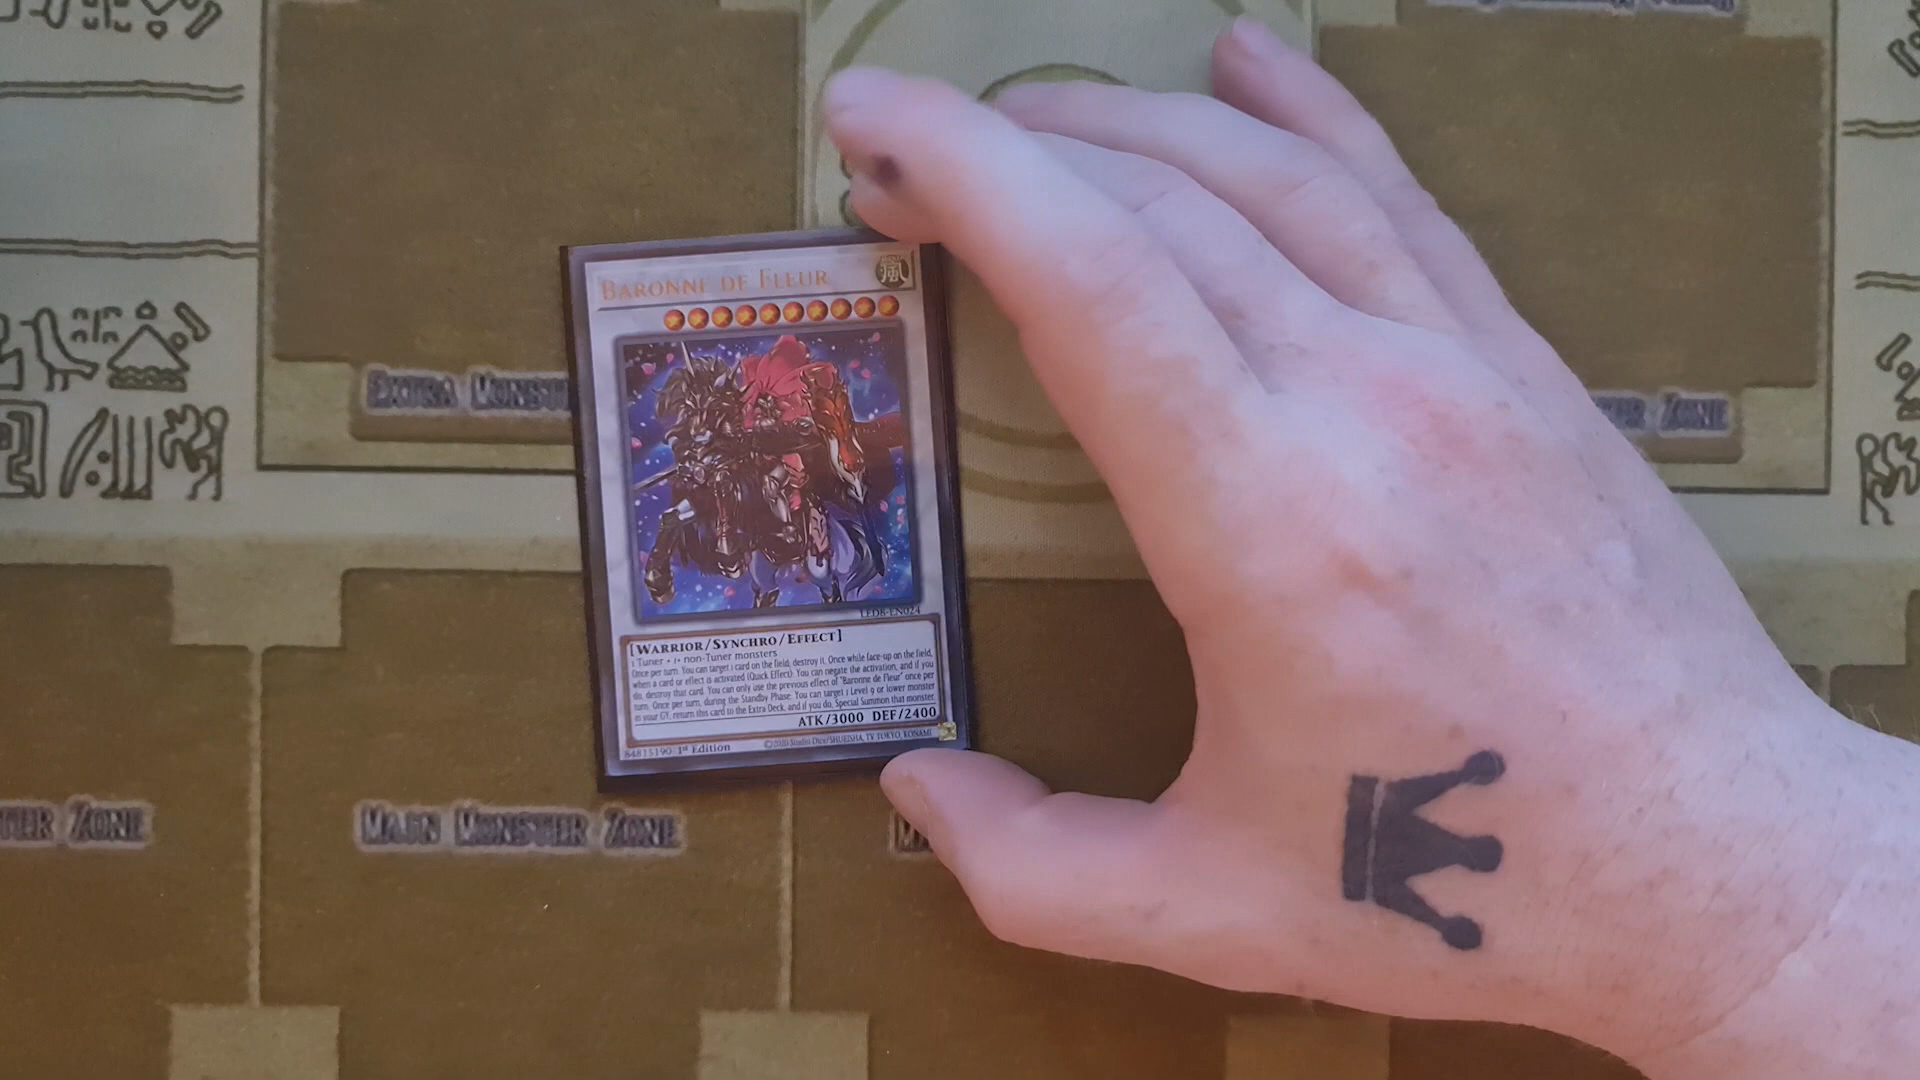 BARONNE DE FLEUR
風
EXTRA MONST
ER ZONE
LEDR-EN024
[WARRIOR/SYNCHRO/EFFECT]
1 Tuner + 1+ non-Tuner monsters
Once per turn: You can target 1 card on the field; destroy it. Once while face-up on the field,
when a card or effect is activated (Quick Effect): You can negate the activation, and if you
do, destroy that card. You can only use the previous effect of "Baronne de Fleur" once per
turn. Once per turn, during the Standby Phase: You can target 1 Level 9 or lower monster
in your GY; return this card to the Extra Deck, and if you do, Special Summon that monster.
ATK/3000 DEF/2400
84815190 1st Edition ©2020 Studio Dice/SHUEISHA, TV TOKYO, KONAMI
TER ZONE
MAIN MONSTER ZONE
MA